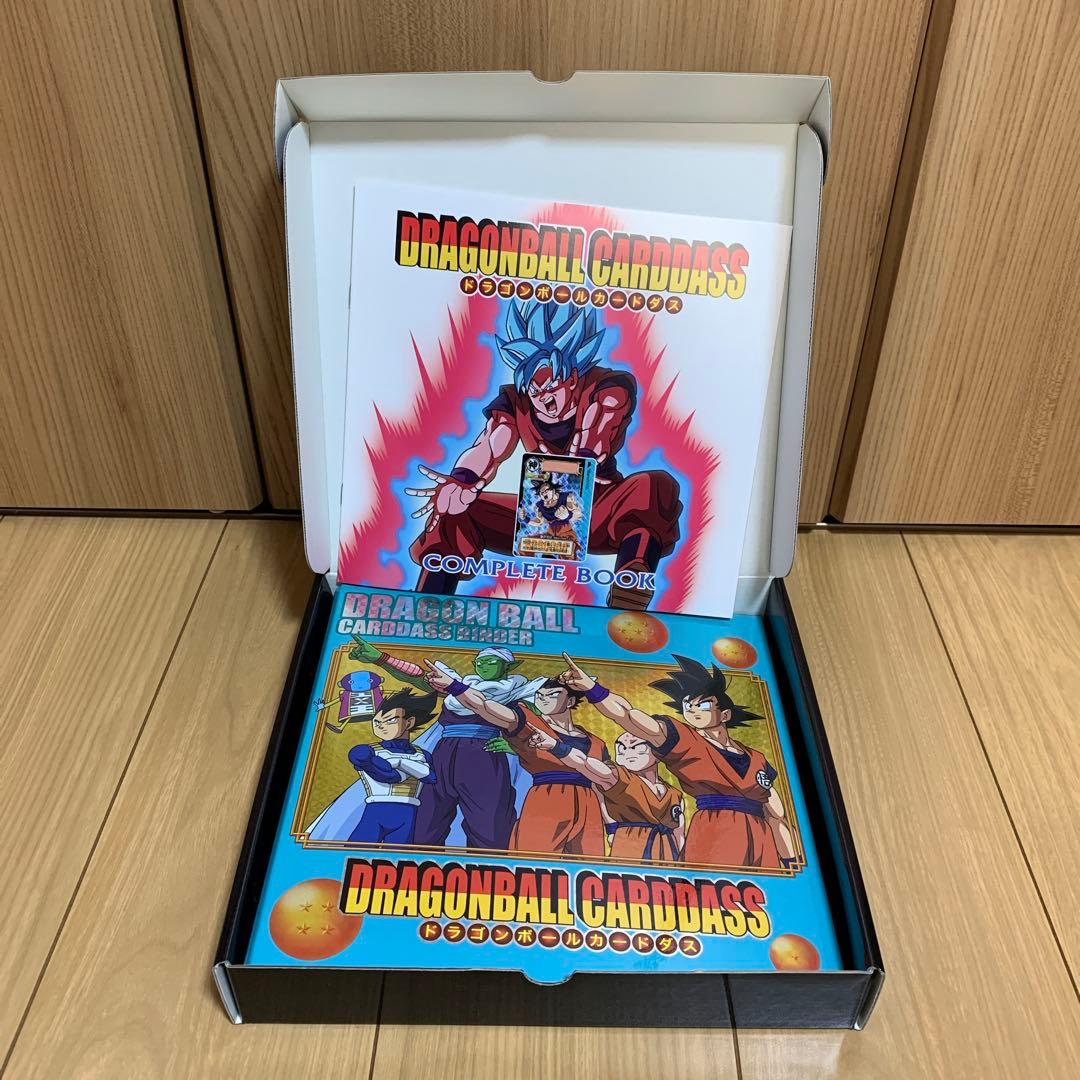 DRAGONBALL CARDDASS
ドラゴンボールカードダス
COMPLETE BOOK
DRAGON BALL
CARDDASS BINDER
悟
DRAGONBALL CARDDASS
ドラゴンボールカードダス